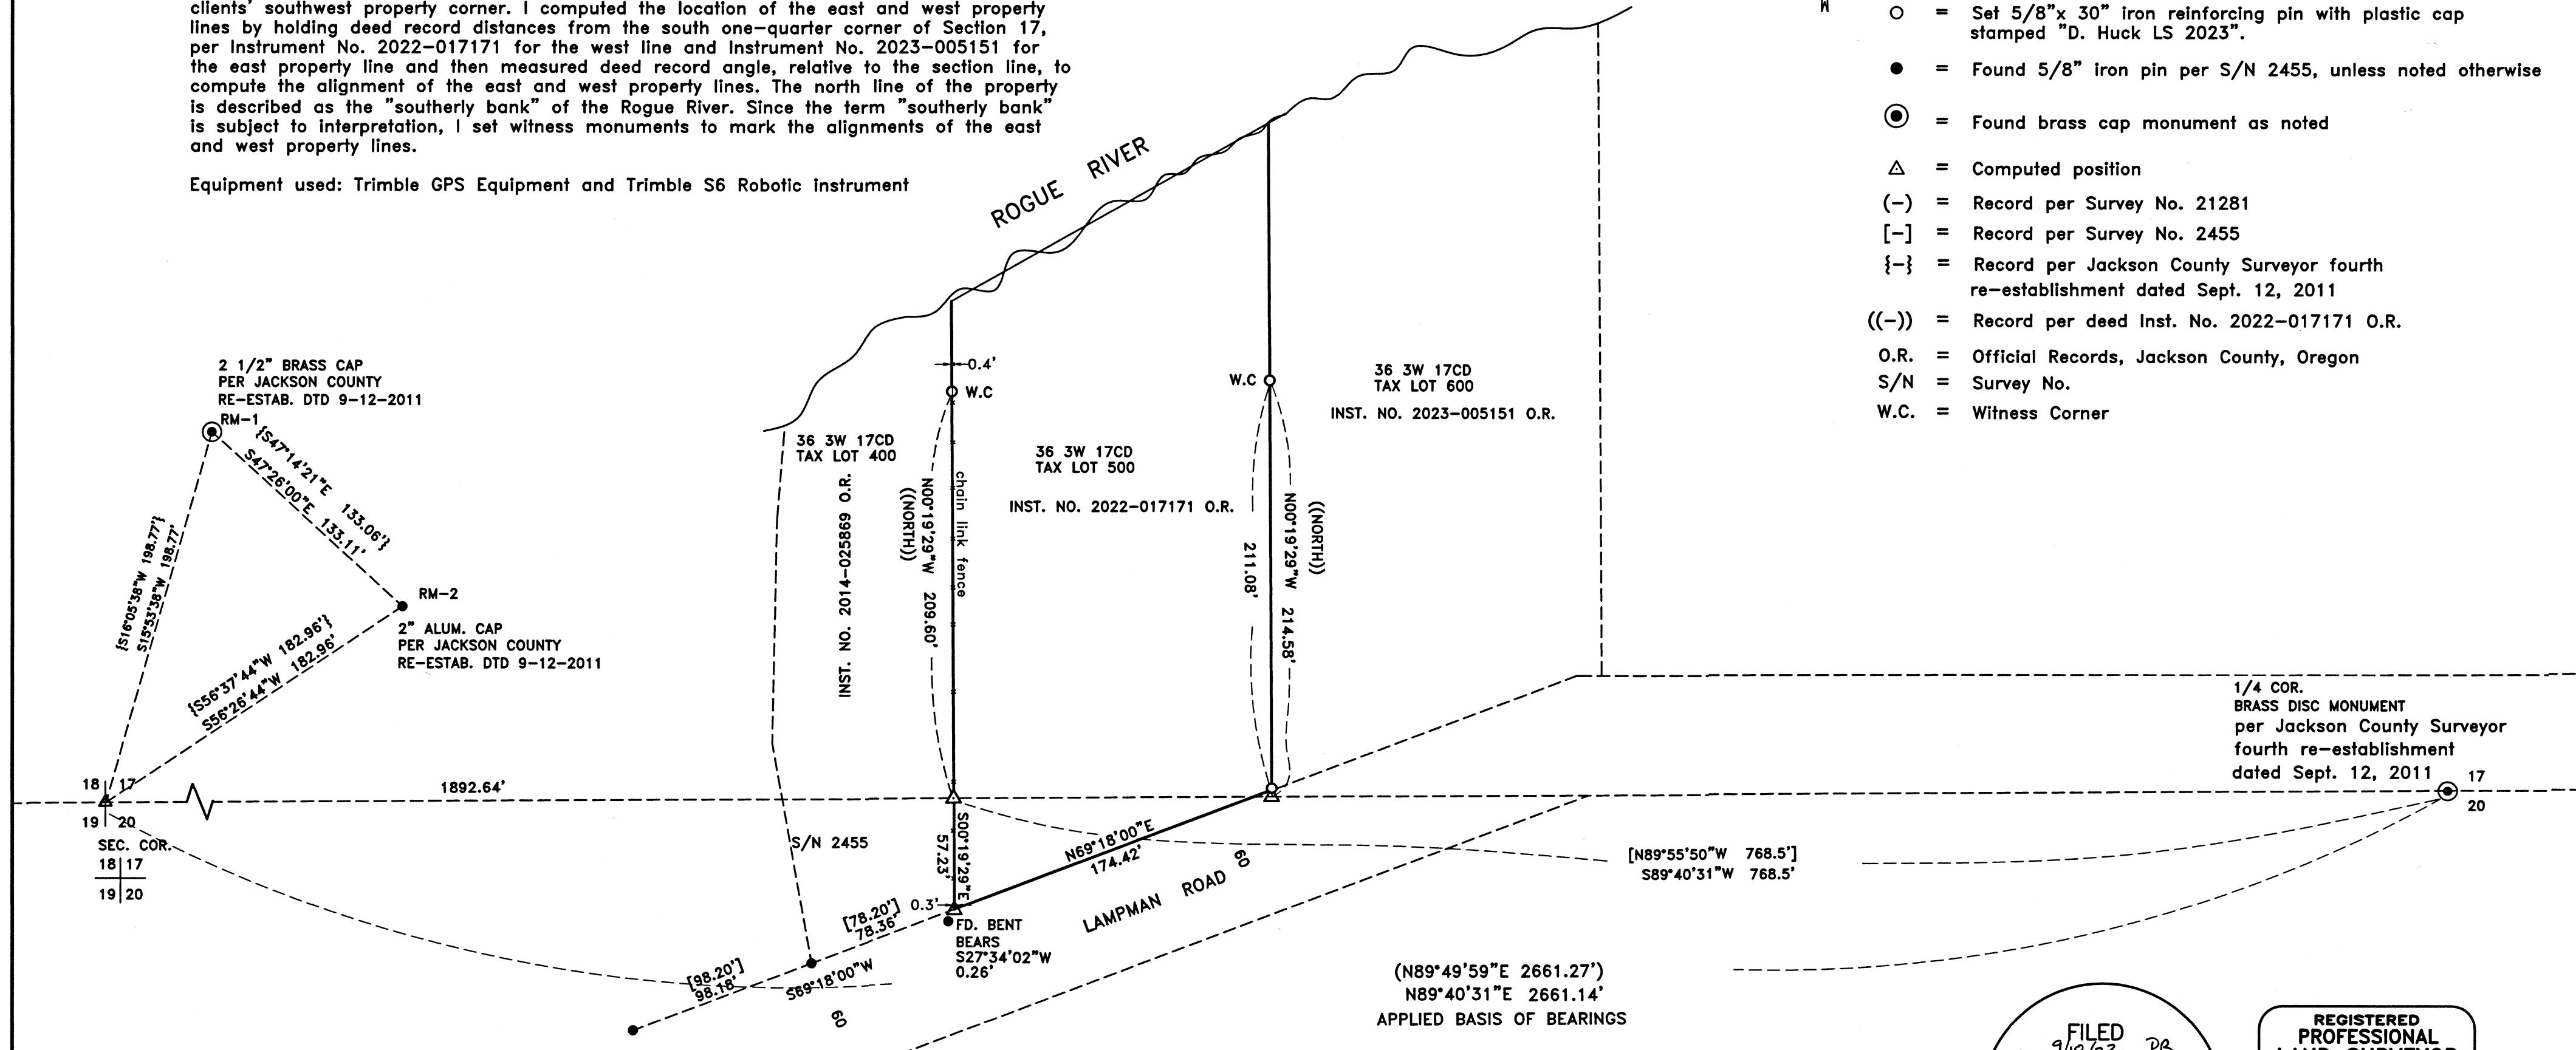 clients' southwest property corner. I computed the location of the east and west property
lines by holding deed record distances from the south one-quarter corner of Section 17,
per Instrument No. 2022-017171 for the west line and Instrument No. 2023-005151 for
the east property line and then measured deed record angle, relative to the section line, to
compute the alignment of the east and west property lines. The north line of the property
is described as the "southerly bank" of the Rogue River. Since the term "southerly bank"
is subject to interpretation, I set witness monuments to mark the alignments of the east
and west property lines.
Equipment used: Trimble GPS Equipment and Trimble S6 Robotic instrument
= Set 5/8"x 30" iron reinforcing pin with plastic cap
stamped "D. Huck LS 2023".
= Found 5/8" iron pin per S/N 2455, unless noted otherwise
= Found brass cap monument as noted
= Computed position
(-) = Record per Survey No. 21281
[-] = Record per Survey No. 2455
{-} = Record per Jackson County Surveyor fourth
re-establishment dated Sept. 12, 2011
((-)) = Record per deed Inst. No. 2022-017171 O.R.
O.R. = Official Records, Jackson County, Oregon
S/N = Survey No.
W.C. = Witness Corner
ROGUE RIVER
2 1/2" BRASS CAP
PER JACKSON COUNTY
RE-ESTAB. DTD 9-12-2011
RM-1
{S47°14'21"E 133.06'}
S47°26'00"E 133.11'
{S16°05'38"W 198.77'}
S15°53'38"W 198.77'
RM-2
2" ALUM. CAP
PER JACKSON COUNTY
RE-ESTAB. DTD 9-12-2011
{S56°37'44"W 182.96'}
S56°26'44"W 182.96'
0.4'
W.C
36 3W 17CD
TAX LOT 400
INST. NO. 2014-025869 O.R.
((NORTH))
N00°19'29"W 209.60'
chain link fence
36 3W 17CD
TAX LOT 500
INST. NO. 2022-017171 O.R.
W.C
211.08'
N00°19'29"W 214.58'
((NORTH))
36 3W 17CD
TAX LOT 600
INST. NO. 2023-005151 O.R.
1/4 COR.
BRASS DISC MONUMENT
per Jackson County Surveyor
fourth re-establishment
dated Sept. 12, 2011
17
20
18 17
19 20
SEC. COR.
18 17
19 20
1892.64'
S/N 2455
S00°19'29"E
57.23'
N69°18'00"E
174.42'
60
LAMPMAN ROAD
[N89°55'50"W 768.5']
S89°40'31"W 768.5'
0.3'
FD. BENT
BEARS
S27°34'02"W
0.26'
[78.20']
78.36'
[98.20']
98.18'
S69°18'00"W
60
(N89°49'59"E 2661.27')
N89°40'31"E 2661.14'
APPLIED BASIS OF BEARINGS
FILED
REGISTERED
PROFESSIONAL
LAND SURVEYOR